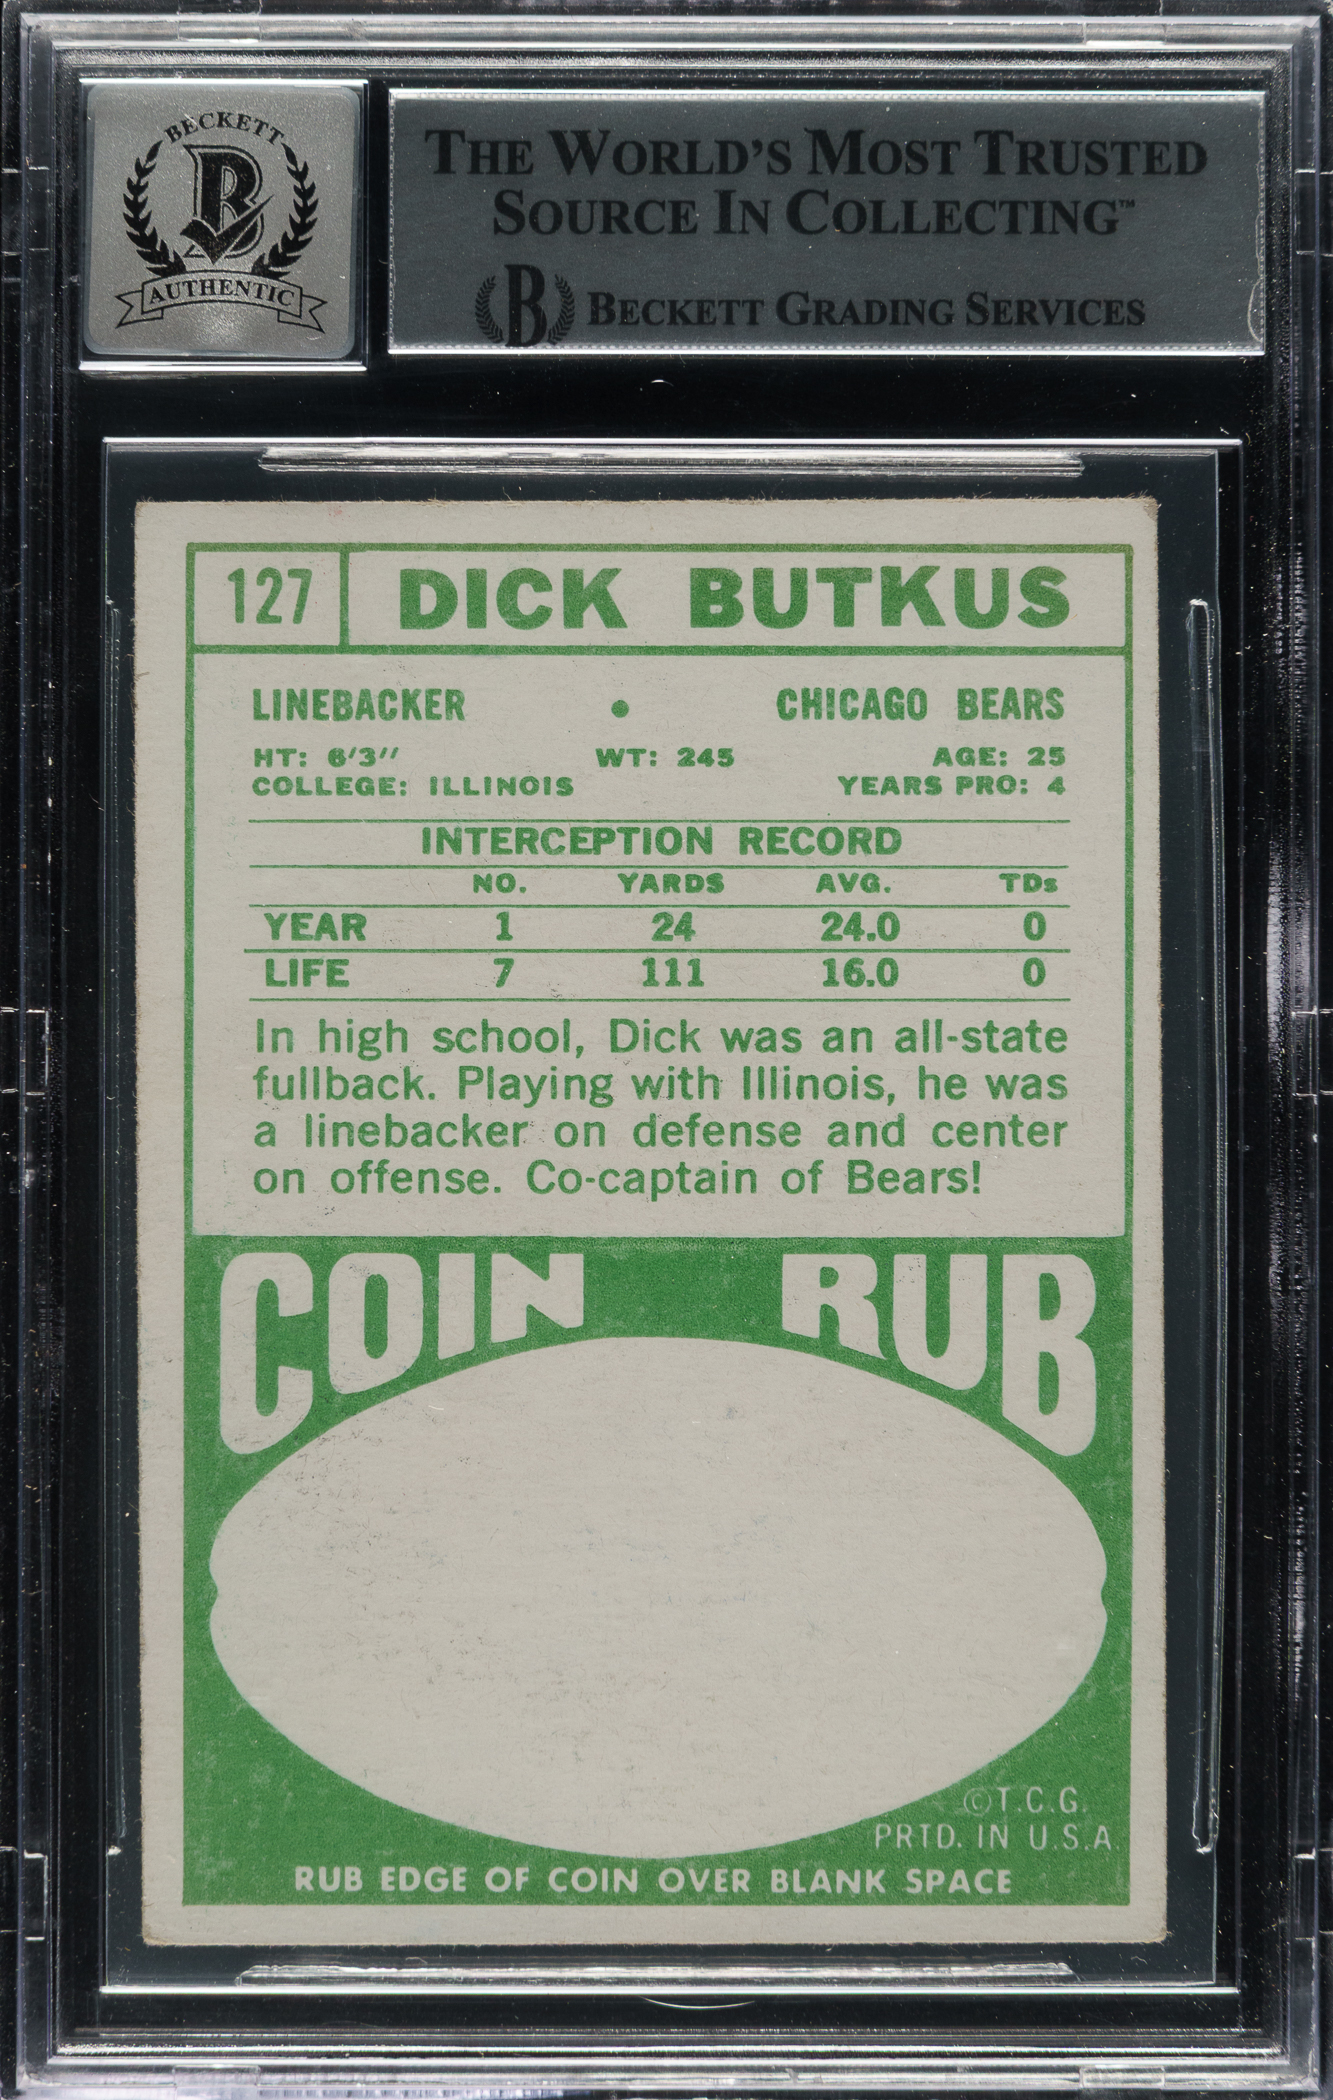 BECKETT
B
AUTHENTIC
THE WORLD'S MOST TRUSTED
SOURCE IN COLLECTING™
B BECKETT GRADING SERVICES
127 DICK BUTKUS
LINEBACKER • CHICAGO BEARS
HT: 6'3" WT: 245 AGE: 25
COLLEGE: ILLINOIS YEARS PRO: 4
INTERCEPTION RECORD
NO. YARDS AVG. TDs
YEAR 1 24 24.0 0
LIFE 7 111 16.0 0
In high school, Dick was an all-state
fullback. Playing with Illinois, he was
a linebacker on defense and center
on offense. Co-captain of Bears!
COIN RUB
©T.C.G.
PRTD. IN U.S.A.
RUB EDGE OF COIN OVER BLANK SPACE